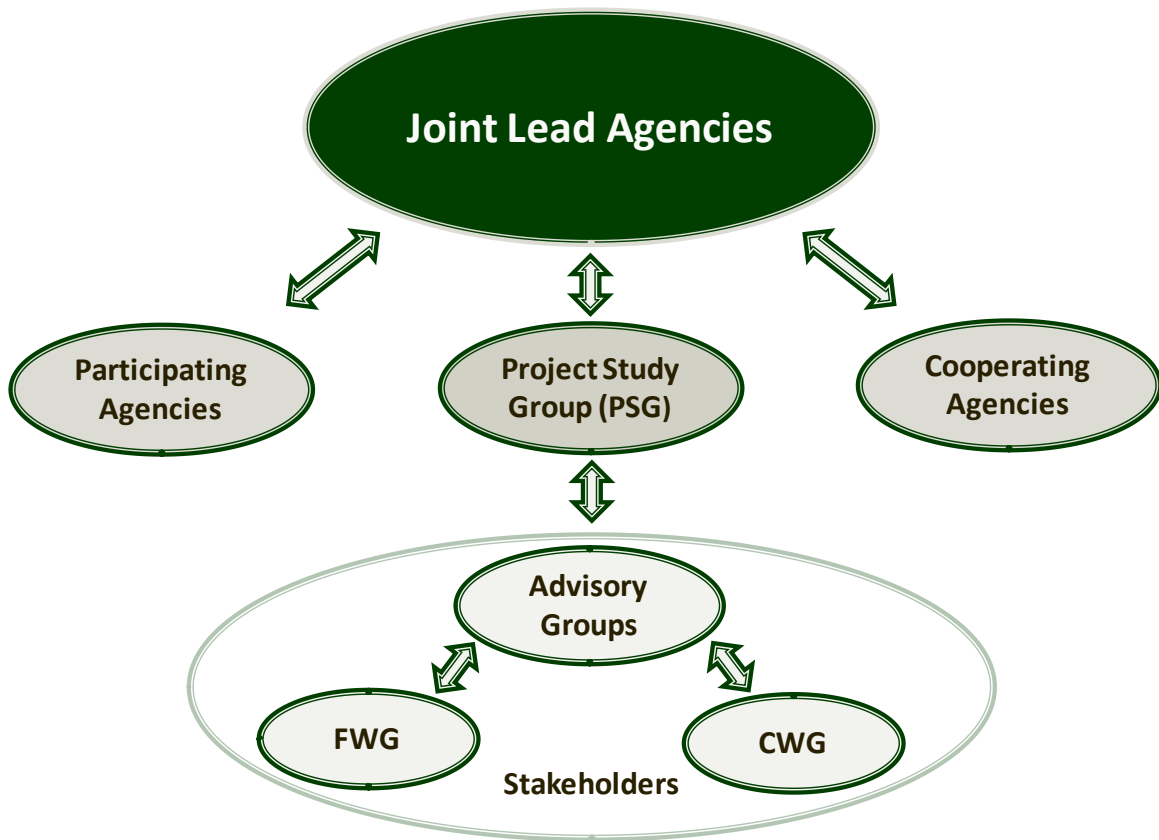 Joint Lead Agencies
Participating
Agencies
Project Study
Group (PSG)
Cooperating
Agencies
Advisory
Groups
FWG
CWG
Stakeholders